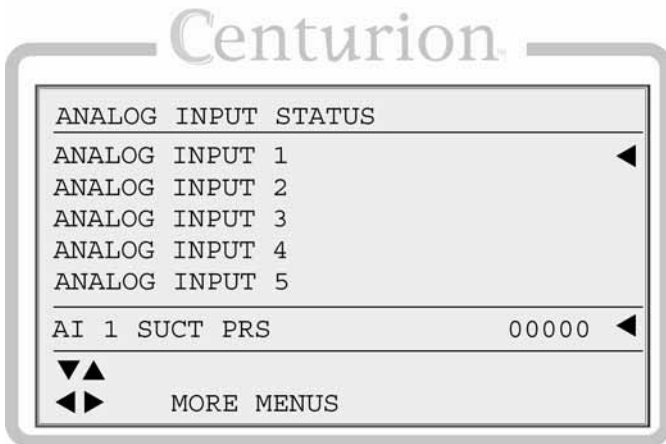 Centurion
ANALOG INPUT STATUS
ANALOG INPUT 1 ◀
ANALOG INPUT 2
ANALOG INPUT 3
ANALOG INPUT 4
ANALOG INPUT 5
AI 1 SUCT PRS 00000 ◀
▼▲
◀▶ MORE MENUS